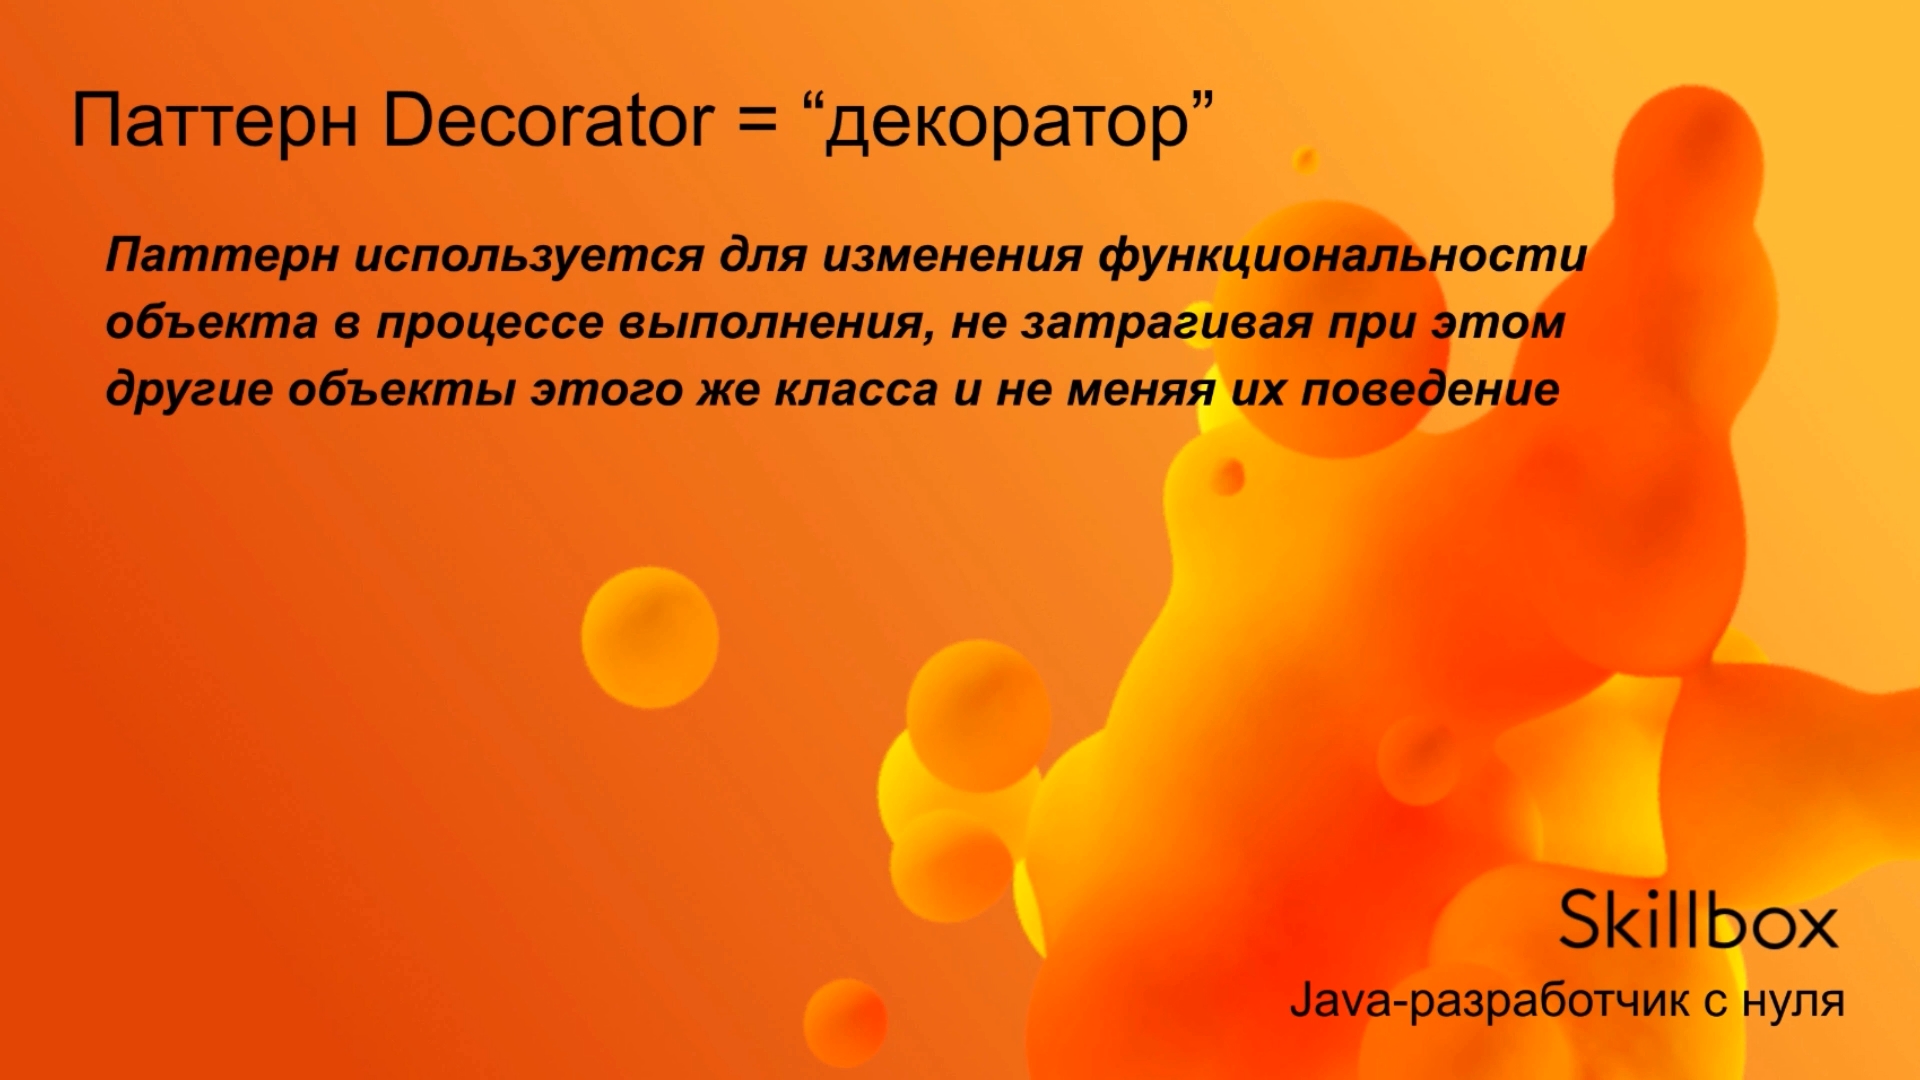 Паттерн Decorator = “декоратор”
Паттерн используется для изменения функциональности
объекта в процессе выполнения, не затрагивая при этом
другие объекты этого же класса и не меняя их поведение
Skillbox
Java-разработчик с нуля